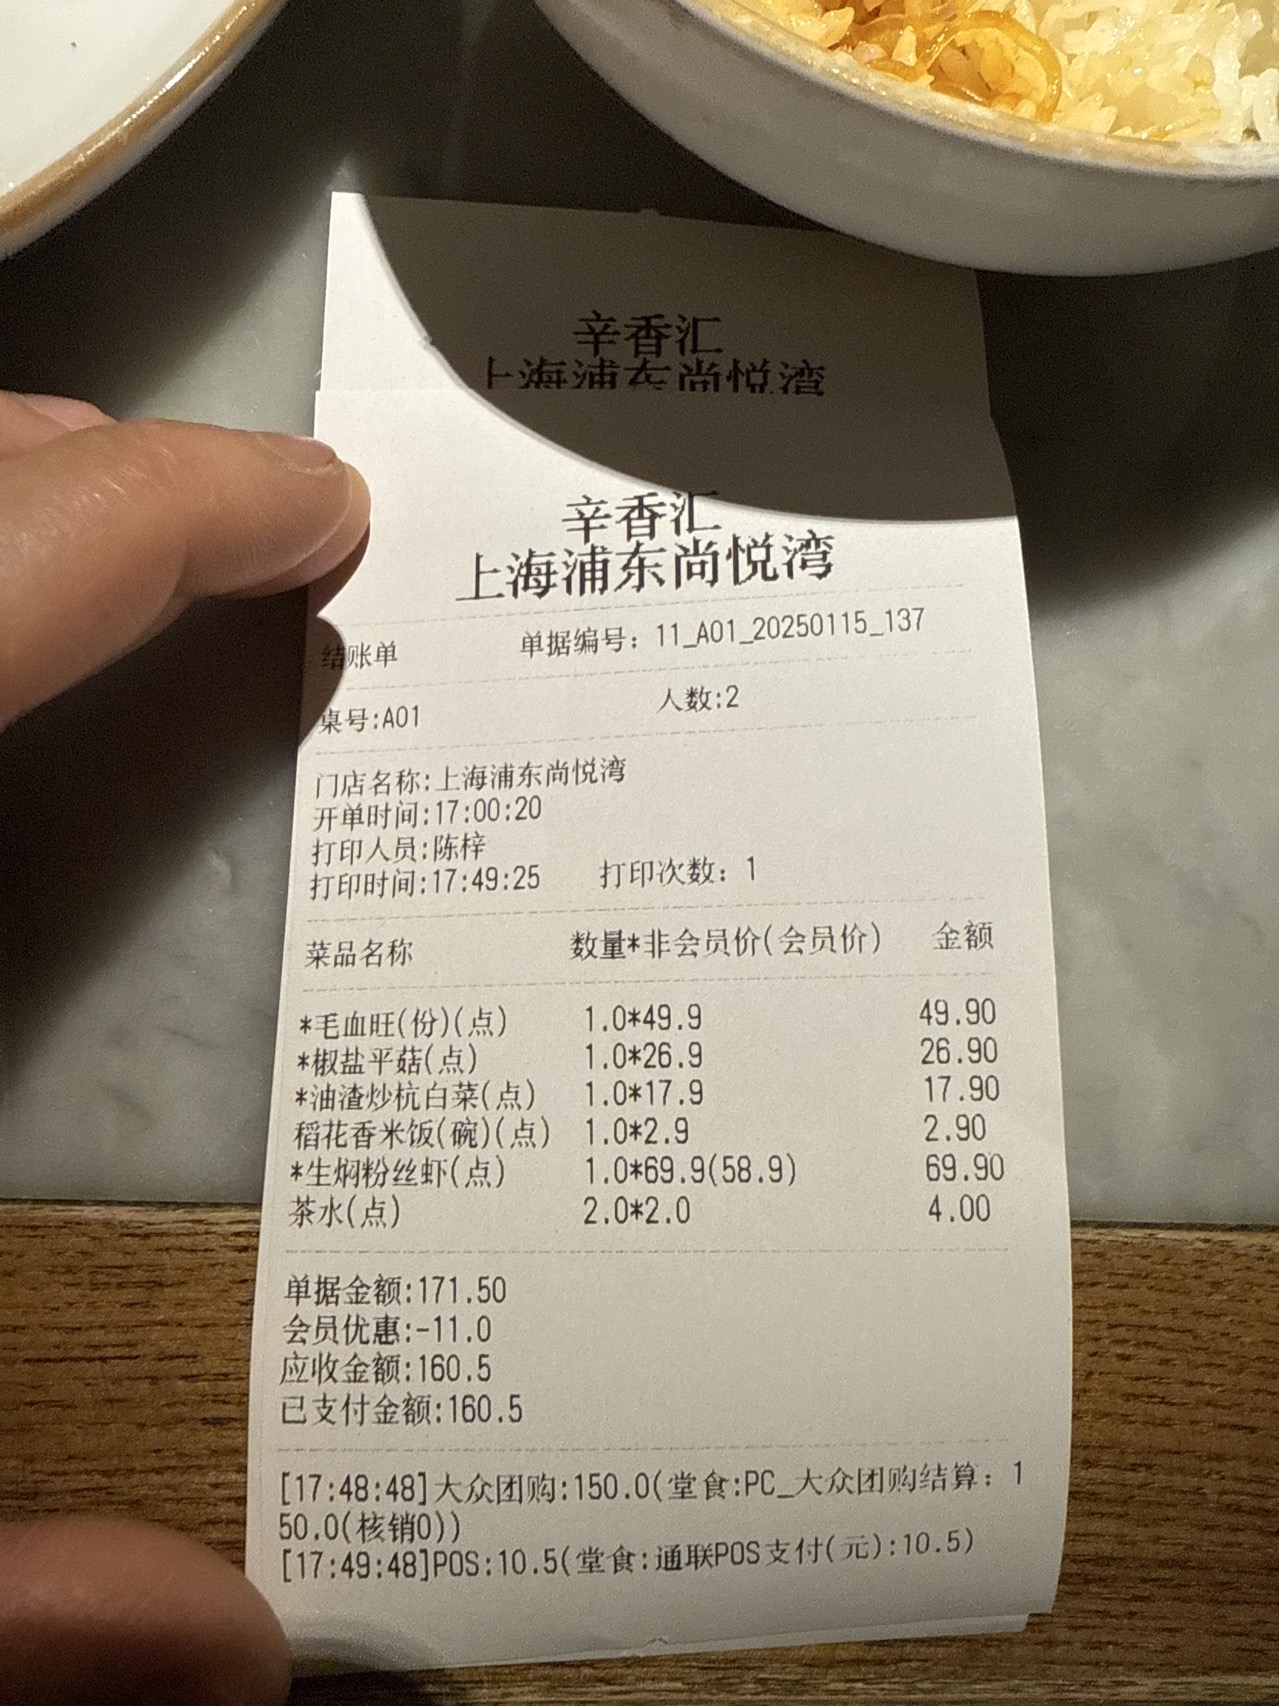 辛香汇
上海浦东尚悦湾
辛香汇
上海浦东尚悦湾
结账单 单据编号：11_A01_20250115_137
桌号:A01 人数:2
门店名称:上海浦东尚悦湾
开单时间:17:00:20
打印人员:陈梓
打印时间:17:49:25 打印次数：1
菜品名称 数量*非会员价(会员价) 金额
*毛血旺(份)(点) 1.0*49.9 49.90
*椒盐平菇(点) 1.0*26.9 26.90
*油渣炒杭白菜(点) 1.0*17.9 17.90
稻花香米饭(碗)(点) 1.0*2.9 2.90
*生焖粉丝虾(点) 1.0*69.9(58.9) 69.90
茶水(点) 2.0*2.0 4.00
单据金额:171.50
会员优惠:-11.0
应收金额:160.5
已支付金额:160.5
[17:48:48]大众团购:150.0(堂食:PC_大众团购结算：1
50.0(核销0))
[17:49:48]POS:10.5(堂食:通联POS支付(元):10.5)